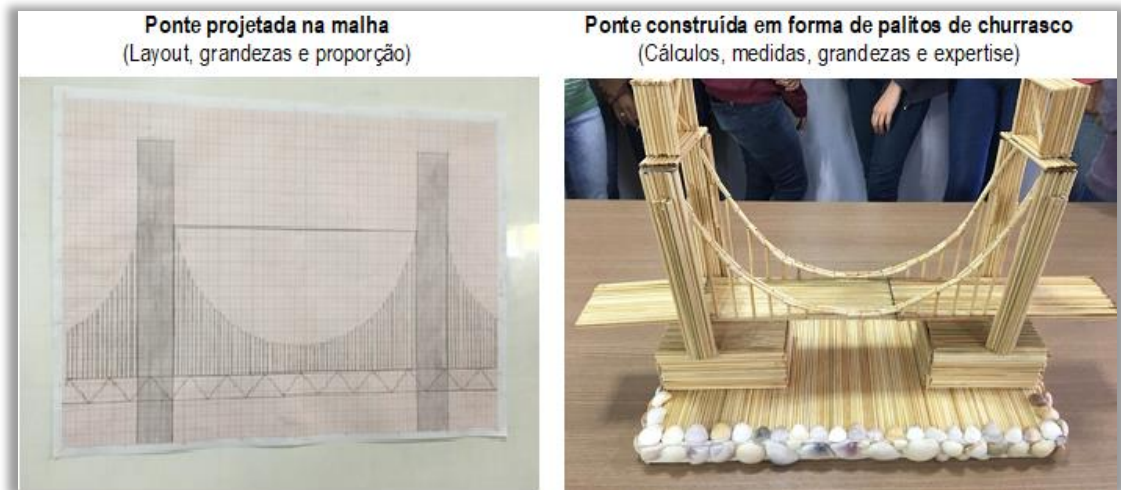 Ponte projetada na malha
(Layout, grandezas e proporção)
Ponte construída em forma de palitos de churrasco
(Cálculos, medidas, grandezas e expertise)